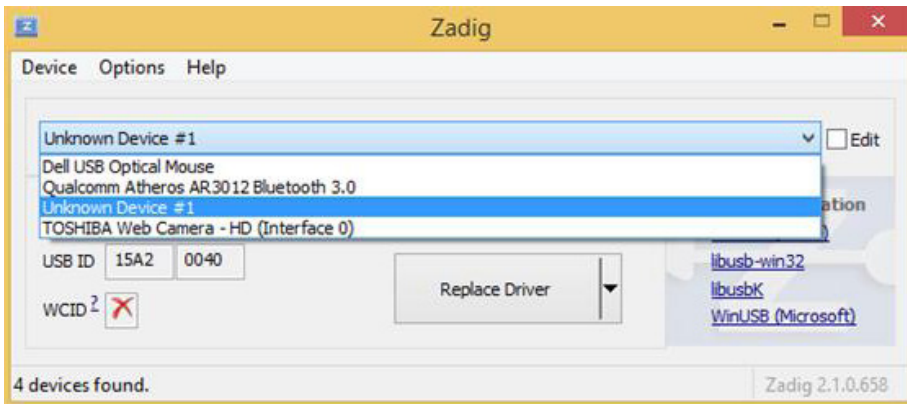 Zadig
Device Options Help
Unknown Device #1
Edit
Dell USB Optical Mouse
Qualcomm Atheros AR3012 Bluetooth 3.0
Unknown Device #1
TOSHIBA Web Camera - HD (Interface 0)
USB ID 15A2 0040
WCID ?
Replace Driver
libusb-win32
libusbK
WinUSB (Microsoft)
4 devices found.
Zadig 2.1.0.658